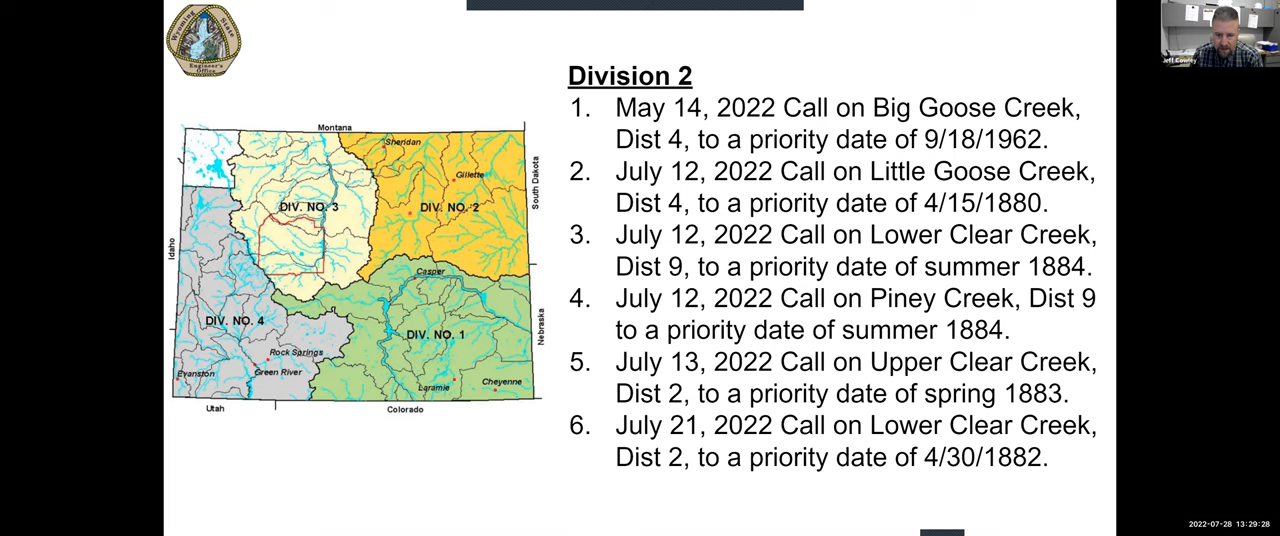 Wyoming State
Engineer's
Office
Jeff Cowley
Division 2
1. May 14, 2022 Call on Big Goose Creek,
Dist 4, to a priority date of 9/18/1962.
2. July 12, 2022 Call on Little Goose Creek,
Dist 4, to a priority date of 4/15/1880.
3. July 12, 2022 Call on Lower Clear Creek,
Dist 9, to a priority date of summer 1884.
4. July 12, 2022 Call on Piney Creek, Dist 9
to a priority date of summer 1884.
5. July 13, 2022 Call on Upper Clear Creek,
Dist 2, to a priority date of spring 1883.
6. July 21, 2022 Call on Lower Clear Creek,
Dist 2, to a priority date of 4/30/1882.
Montana
Sheridan
Gillette
South Dakota
DIV. NO. 3
DIV. NO. 2
Idaho
Casper
DIV. NO. 4
DIV. NO. 1
Nebraska
Rock Springs
Green River
Evanston
Laramie
Cheyenne
Utah
Colorado
2022-07-28 13:29:28